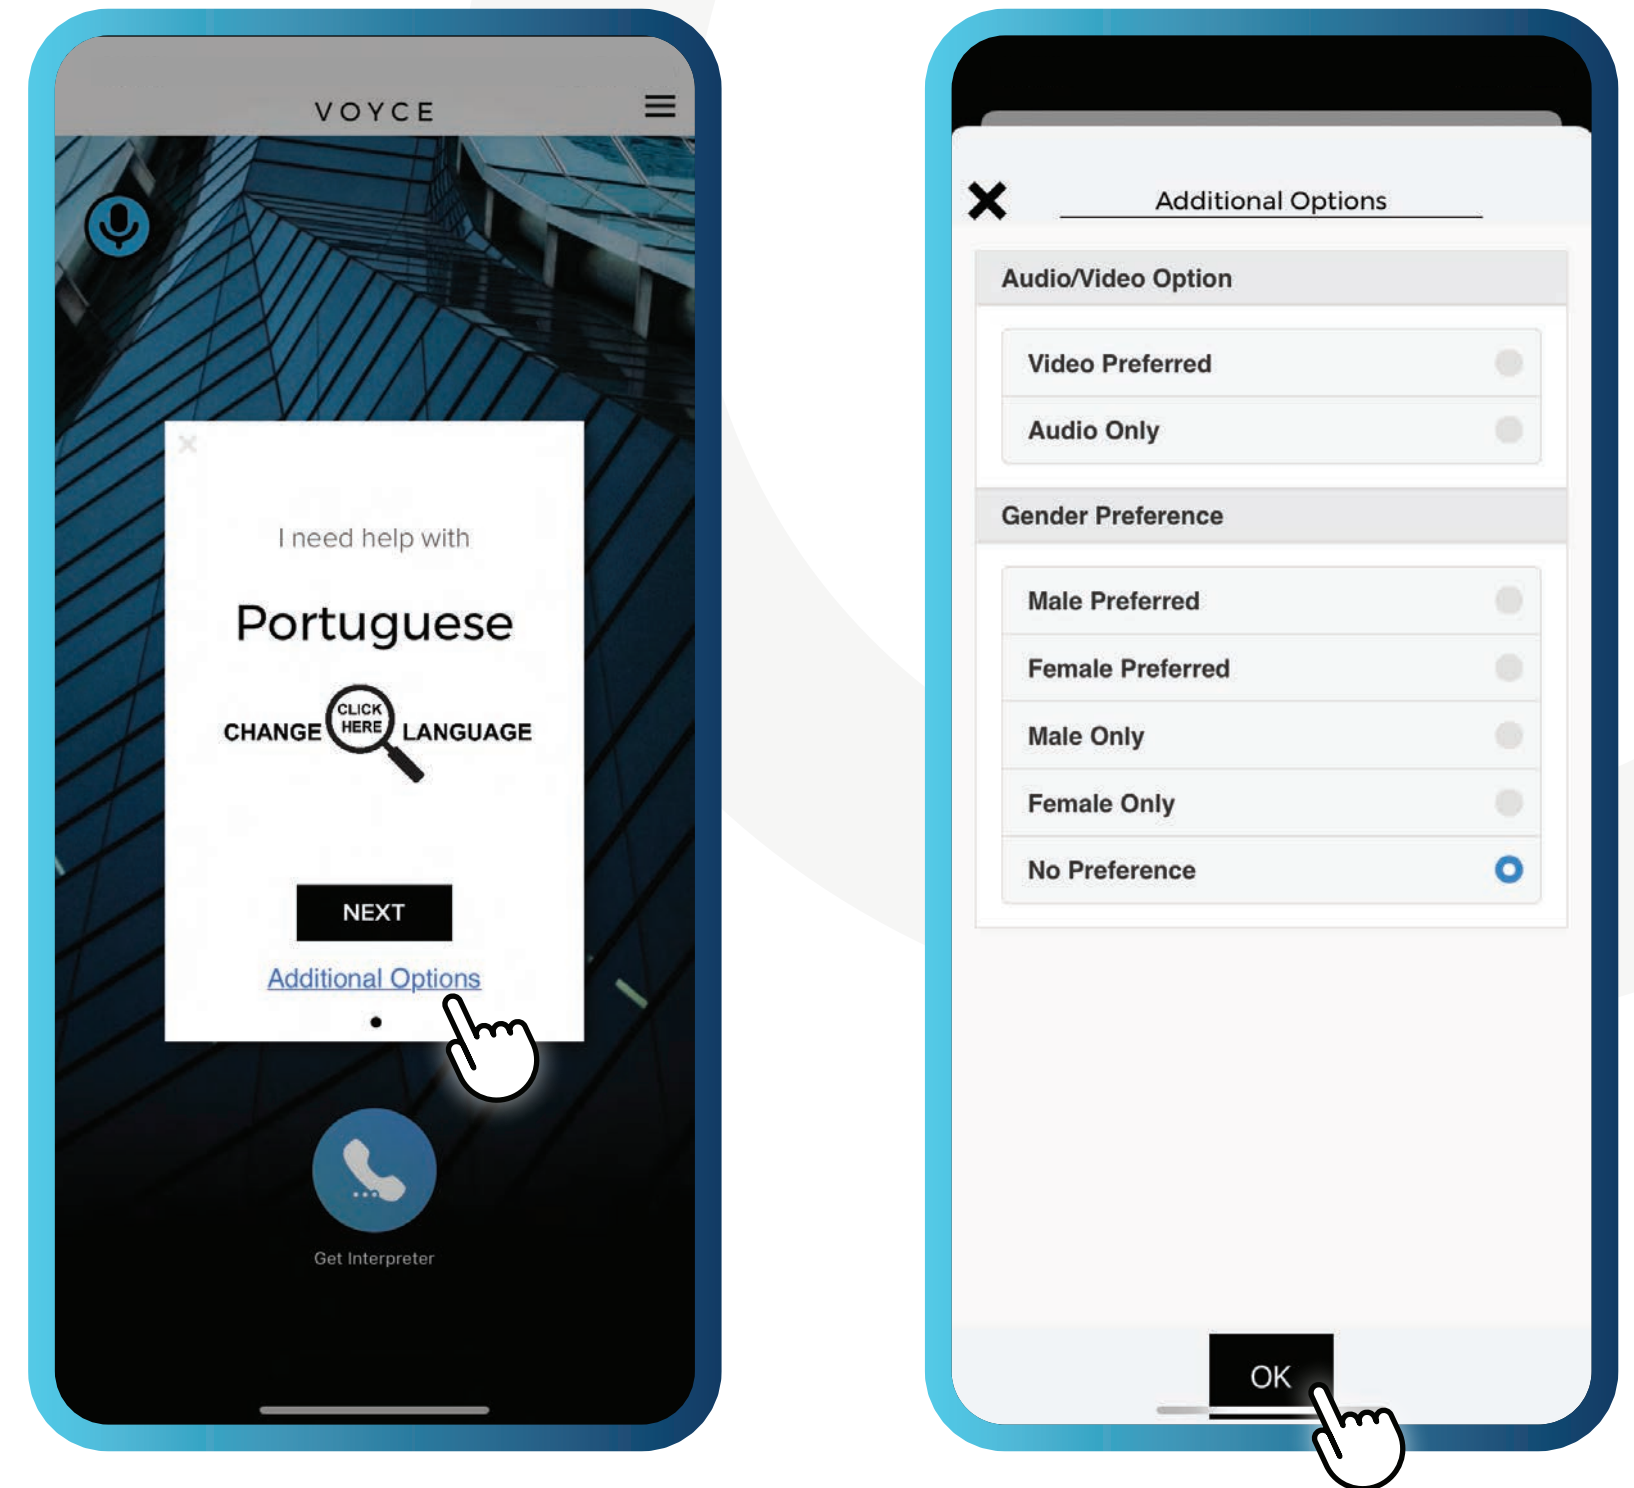 VOYCE
I need help with
Portuguese
CHANGE CLICK HERE LANGUAGE
NEXT
Additional Options
Get Interpreter
Additional Options
Audio/Video Option
Video Preferred
Audio Only
Gender Preference
Male Preferred
Female Preferred
Male Only
Female Only
No Preference
OK